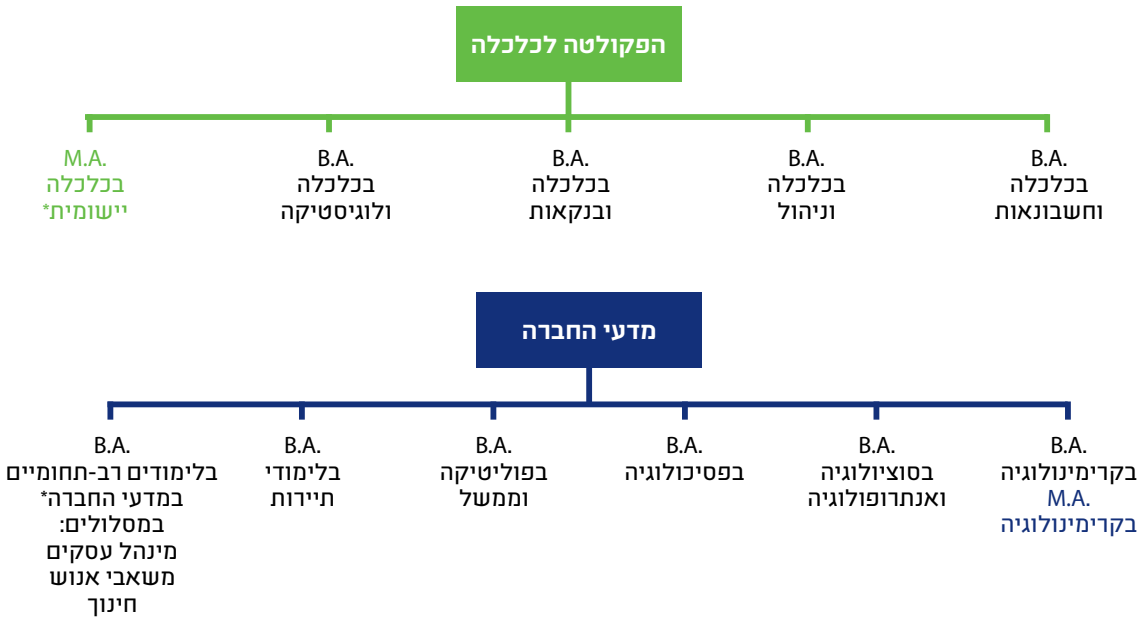 הפקולטה לכלכלה
B.A.
בכלכלה
וחשבונאות
B.A.
בכלכלה
וניהול
B.A.
בכלכלה
ובנקאות
B.A.
בכלכלה
ולוגיסטיקה
M.A.
בכלכלה
יישומית*
מדעי החברה
B.A.
בקרימינולוגיה
M.A.
בקרימינולוגיה
B.A.
בסוציולוגיה
ואנתרופולוגיה
B.A.
בפסיכולוגיה
B.A.
בפוליטיקה
וממשל
B.A.
בלימודי
תיירות
B.A.
בלימודים רב-תחומיים
במדעי החברה*
במסלולים:
מינהל עסקים
משאבי אנוש
חינוך